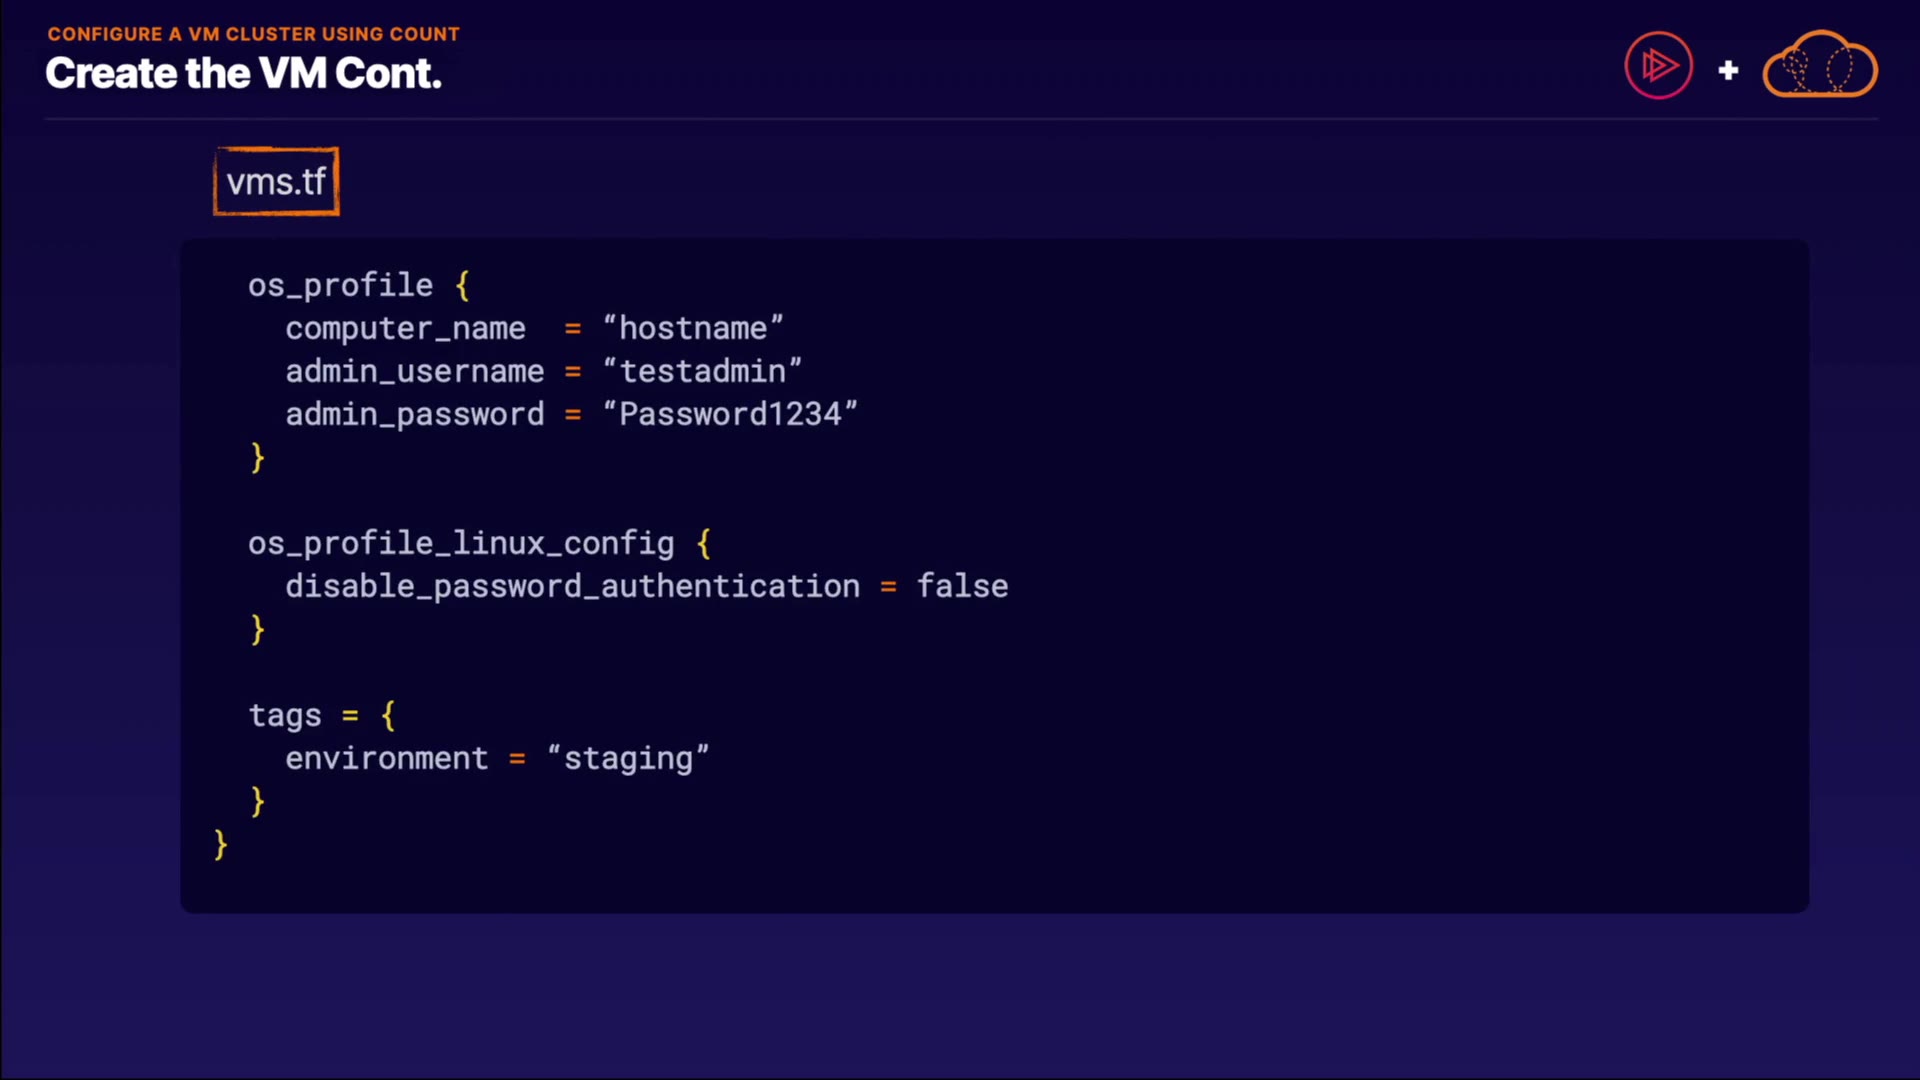 CONFIGURE A VM CLUSTER USING COUNT
Create the VM Cont.
+
vms.tf
os_profile {
computer_name = “hostname”
admin_username = “testadmin”
admin_password = “Password1234”
}
os_profile_linux_config {
disable_password_authentication = false
}
tags = {
environment = “staging”
}
}